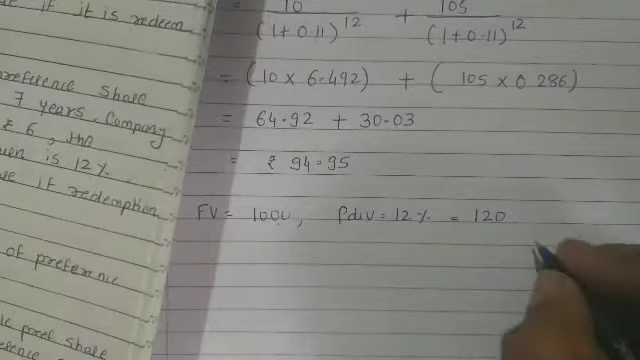 if it is redeem
= 10 / (1+0.11)^12 + 105 / (1+0.11)^12
preference share
= (10 × 6.492) + (105 × 0.286)
7 years. Company
= 64.92 + 30.03
₹ 6, the
is 12%.
= ₹ 94.95
if redemption
FV = 1000, Pdiv = 12% = 120
of preference
pref share